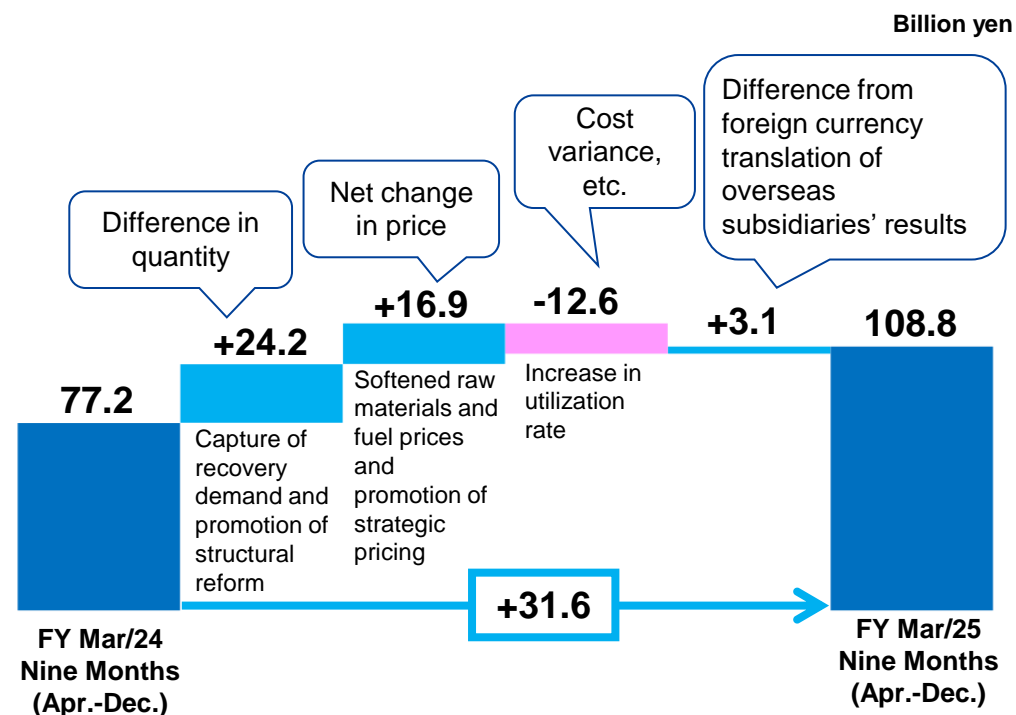 Billion yen
Difference in
quantity
Net change
in price
Cost
variance,
etc.
Difference from
foreign currency
translation of
overseas
subsidiaries’ results
77.2
+24.2
+16.9
-12.6
+3.1
108.8
Capture of
recovery
demand and
promotion of
structural
reform
Softened raw
materials and
fuel prices
and
promotion of
strategic
pricing
Increase in
utilization
rate
+31.6
FY Mar/24
Nine Months
(Apr.-Dec.)
FY Mar/25
Nine Months
(Apr.-Dec.)